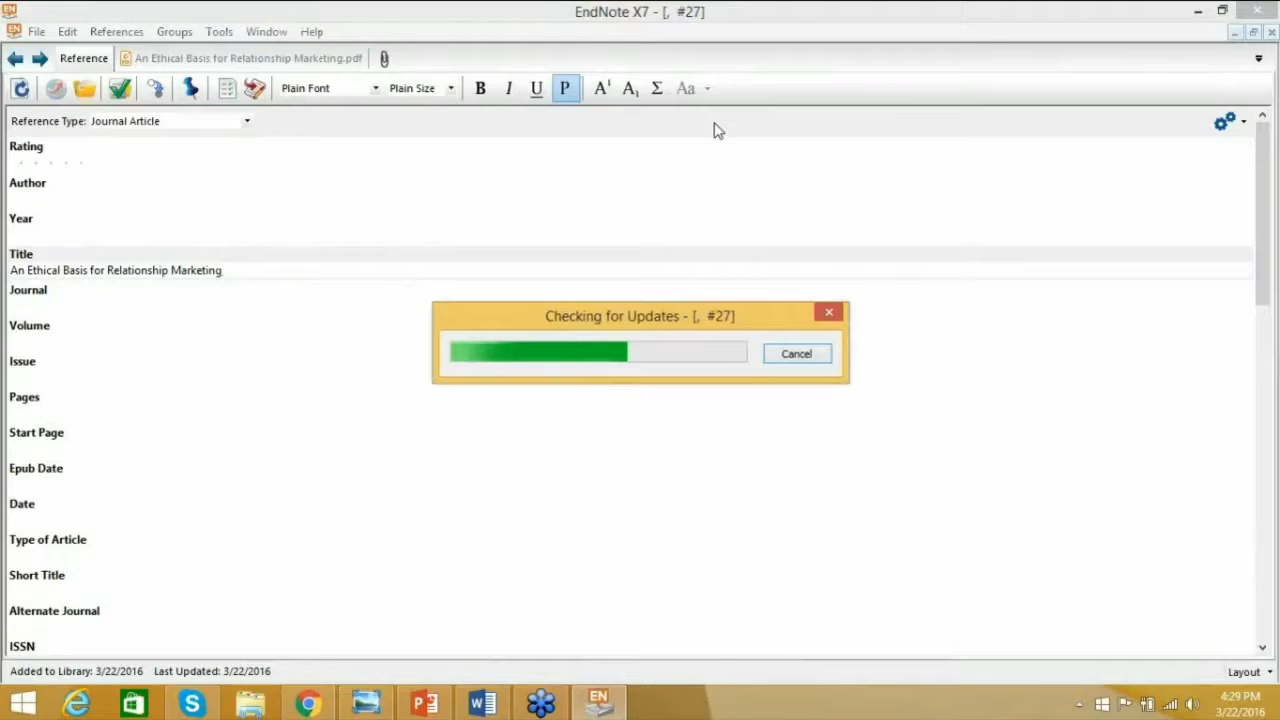 EN
EndNote X7 - [,  #27]
EN File Edit References Groups Tools Window Help
Reference An Ethical Basis for Relationship Marketing.pdf
Plain Font Plain Size B I U P A¹ A₁ Σ Aa
Reference Type: Journal Article
Rating
Author
Year
Title
An Ethical Basis for Relationship Marketing
Journal
Checking for Updates - [,  #27]
Volume
Cancel
Issue
Pages
Start Page
Epub Date
Date
Type of Article
Short Title
Alternate Journal
ISSN
Added to Library: 3/22/2016 Last Updated: 3/22/2016 Layout
EN
4:29 PM
3/22/2016